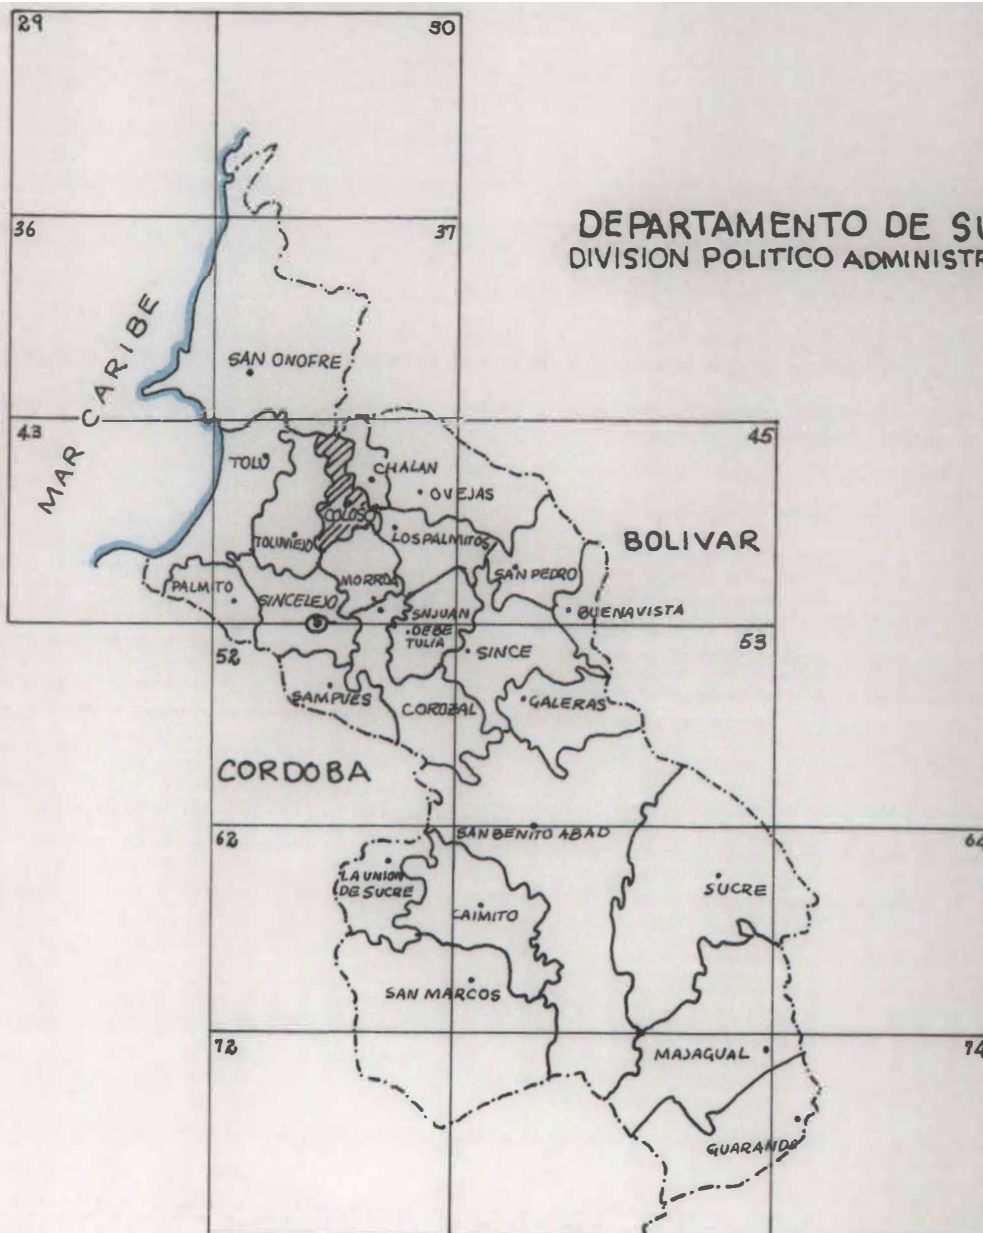 29
30
36
37
DEPARTAMENTO DE SU
DIVISION POLITICO ADMINISTR
MAR CARIBE
SAN ONOFRE
43
45
TOLU
CHALAN
OVEJAS
COLOSO
TOLUVIEJO
LOS PALMITOS
BOLIVAR
SAN PEDRO
PALMITO
SINCELEJO
MORROA
BUENAVISTA
SNJUAN
DE BE
TULIA
52
53
SINCE
SAMPUES
COROZAL
GALERAS
CORDOBA
62
64
SAN BENITO ABAD
LA UNION
DE SUCRE
SUCRE
CAIMITO
SAN MARCOS
72
74
MAJAGUAL
GUARANDA